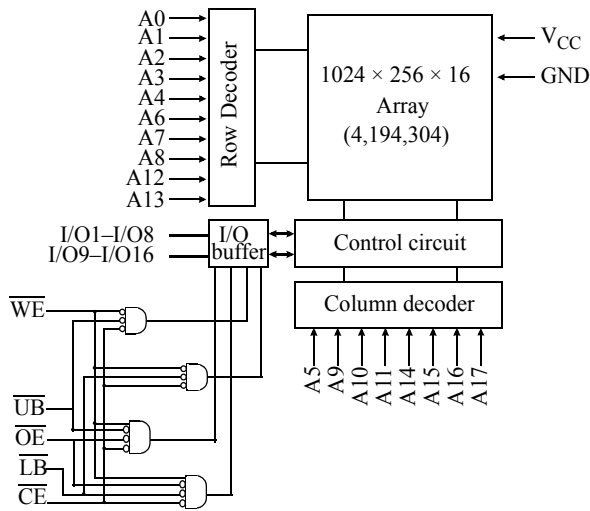 A0
A1
A2
A3
A4
A6
A7
A8
A12
A13
Row Decoder
1024 × 256 × 16
Array
(4,194,304)
VCC
GND
I/O1–I/O8
I/O9–I/O16
I/O
buffer
Control circuit
Column decoder
A5
A9
A10
A11
A14
A15
A16
A17
WE
UB
OE
LB
CE